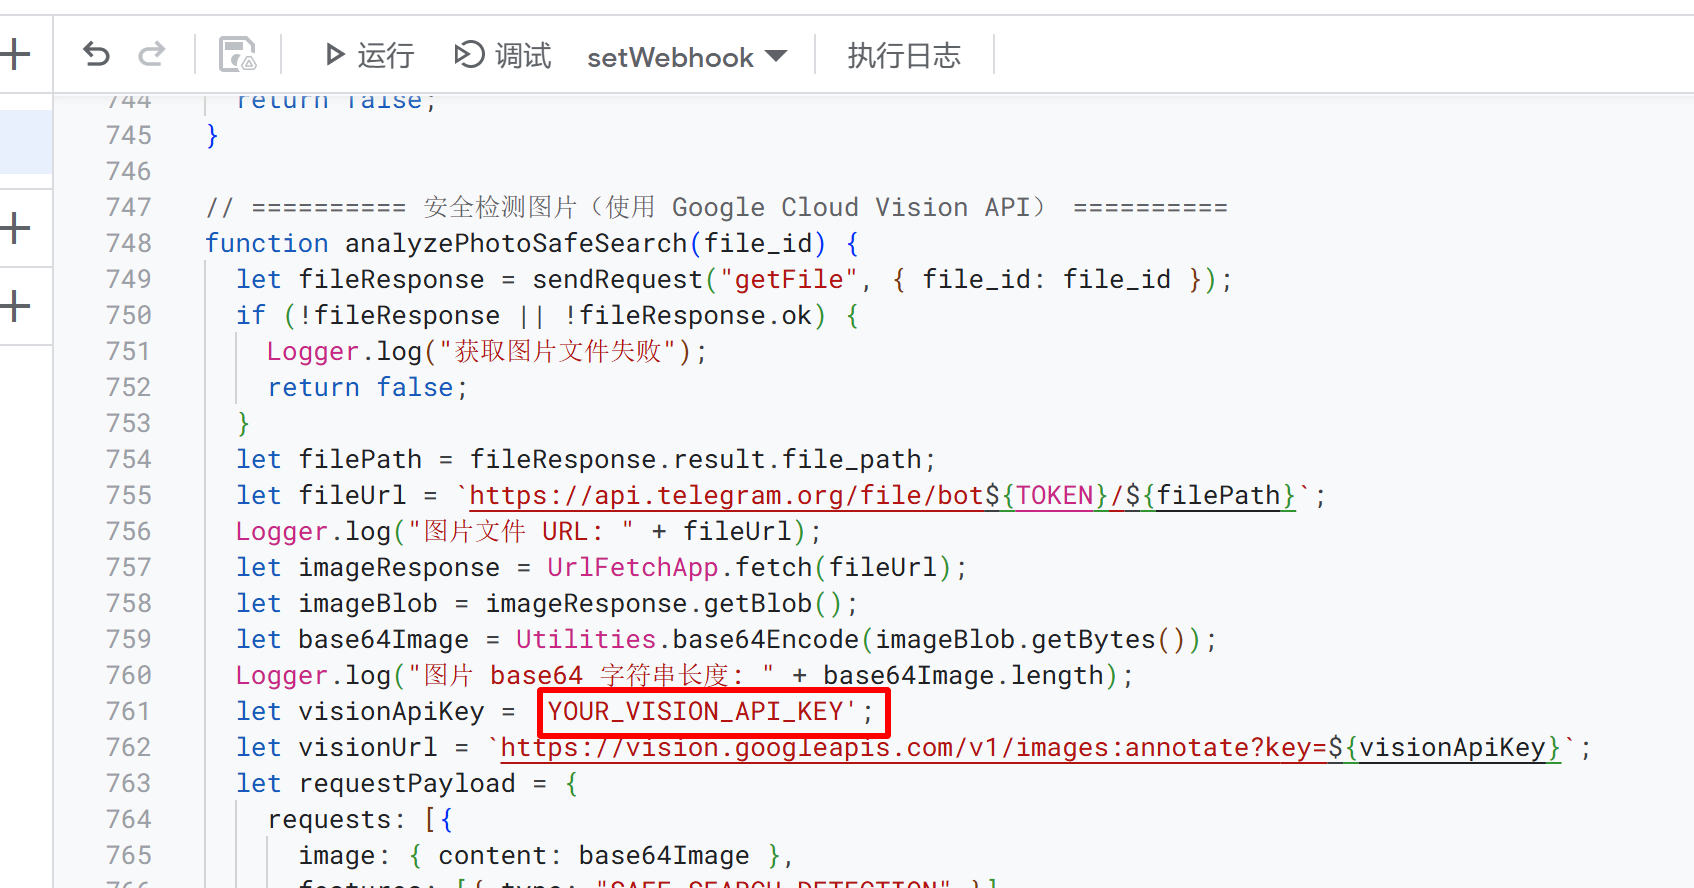 运行 调试 setWebhook 执行日志
744 return false;
745 }
746
747 // ========== 安全检测图片（使用 Google Cloud Vision API） ==========
748 function analyzePhotoSafeSearch(file_id) {
749 let fileResponse = sendRequest("getFile", { file_id: file_id });
750 if (!fileResponse || !fileResponse.ok) {
751 Logger.log("获取图片文件失败");
752 return false;
753 }
754 let filePath = fileResponse.result.file_path;
755 let fileUrl = `https://api.telegram.org/file/bot${TOKEN}/${filePath}`;
756 Logger.log("图片文件 URL: " + fileUrl);
757 let imageResponse = UrlFetchApp.fetch(fileUrl);
758 let imageBlob = imageResponse.getBlob();
759 let base64Image = Utilities.base64Encode(imageBlob.getBytes());
760 Logger.log("图片 base64 字符串长度: " + base64Image.length);
761 let visionApiKey = YOUR_VISION_API_KEY';
762 let visionUrl = `https://vision.googleapis.com/v1/images:annotate?key=${visionApiKey}`;
763 let requestPayload = {
764 requests: [{
765 image: { content: base64Image },
766 features: [{ type: "SAFE_SEARCH_DETECTION" }]